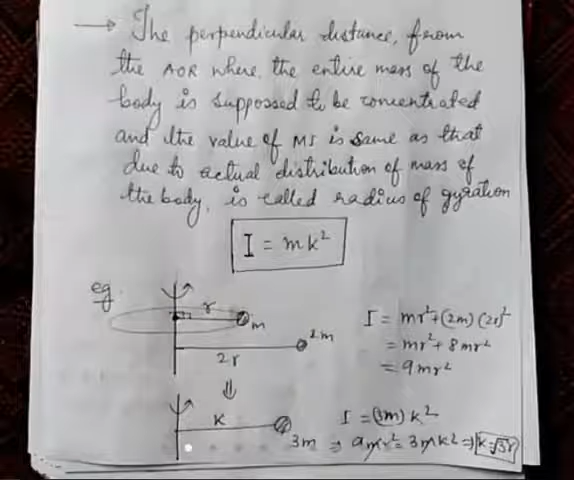 → The perpendicular distance, from
the AOR where, the entire mass of the
body is suppossed to be concentrated
and the value of MI is same as that
due to actual distribution of mass of
the body, is called radius of gyration
I = mk²
eg.
r
m
2m
2r
I = mr²+(2m)(2r)²
= mr²+8mr²
= 9mr²
⇓
K
3m
I = (3m)k²
⇒ 9mr² = 3mk² ⇒ k=√3r